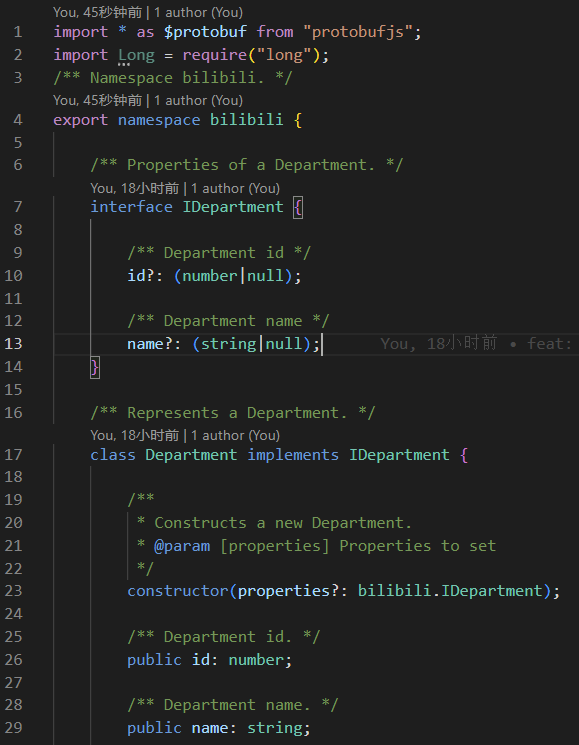 You, 45秒钟前 | 1 author (You)
1 import * as $protobuf from "protobufjs";
2 import Long = require("long");
3 /** Namespace bilibili. */
You, 45秒钟前 | 1 author (You)
4 export namespace bilibili {
5
6 /** Properties of a Department. */
You, 18小时前 | 1 author (You)
7 interface IDepartment {
8
9 /** Department id */
10 id?: (number|null);
11
12 /** Department name */
13 name?: (string|null); You, 18小时前 • feat:
14 }
15
16 /** Represents a Department. */
You, 18小时前 | 1 author (You)
17 class Department implements IDepartment {
18
19 /**
20 * Constructs a new Department.
21 * @param [properties] Properties to set
22 */
23 constructor(properties?: bilibili.IDepartment);
24
25 /** Department id. */
26 public id: number;
27
28 /** Department name. */
29 public name: string;